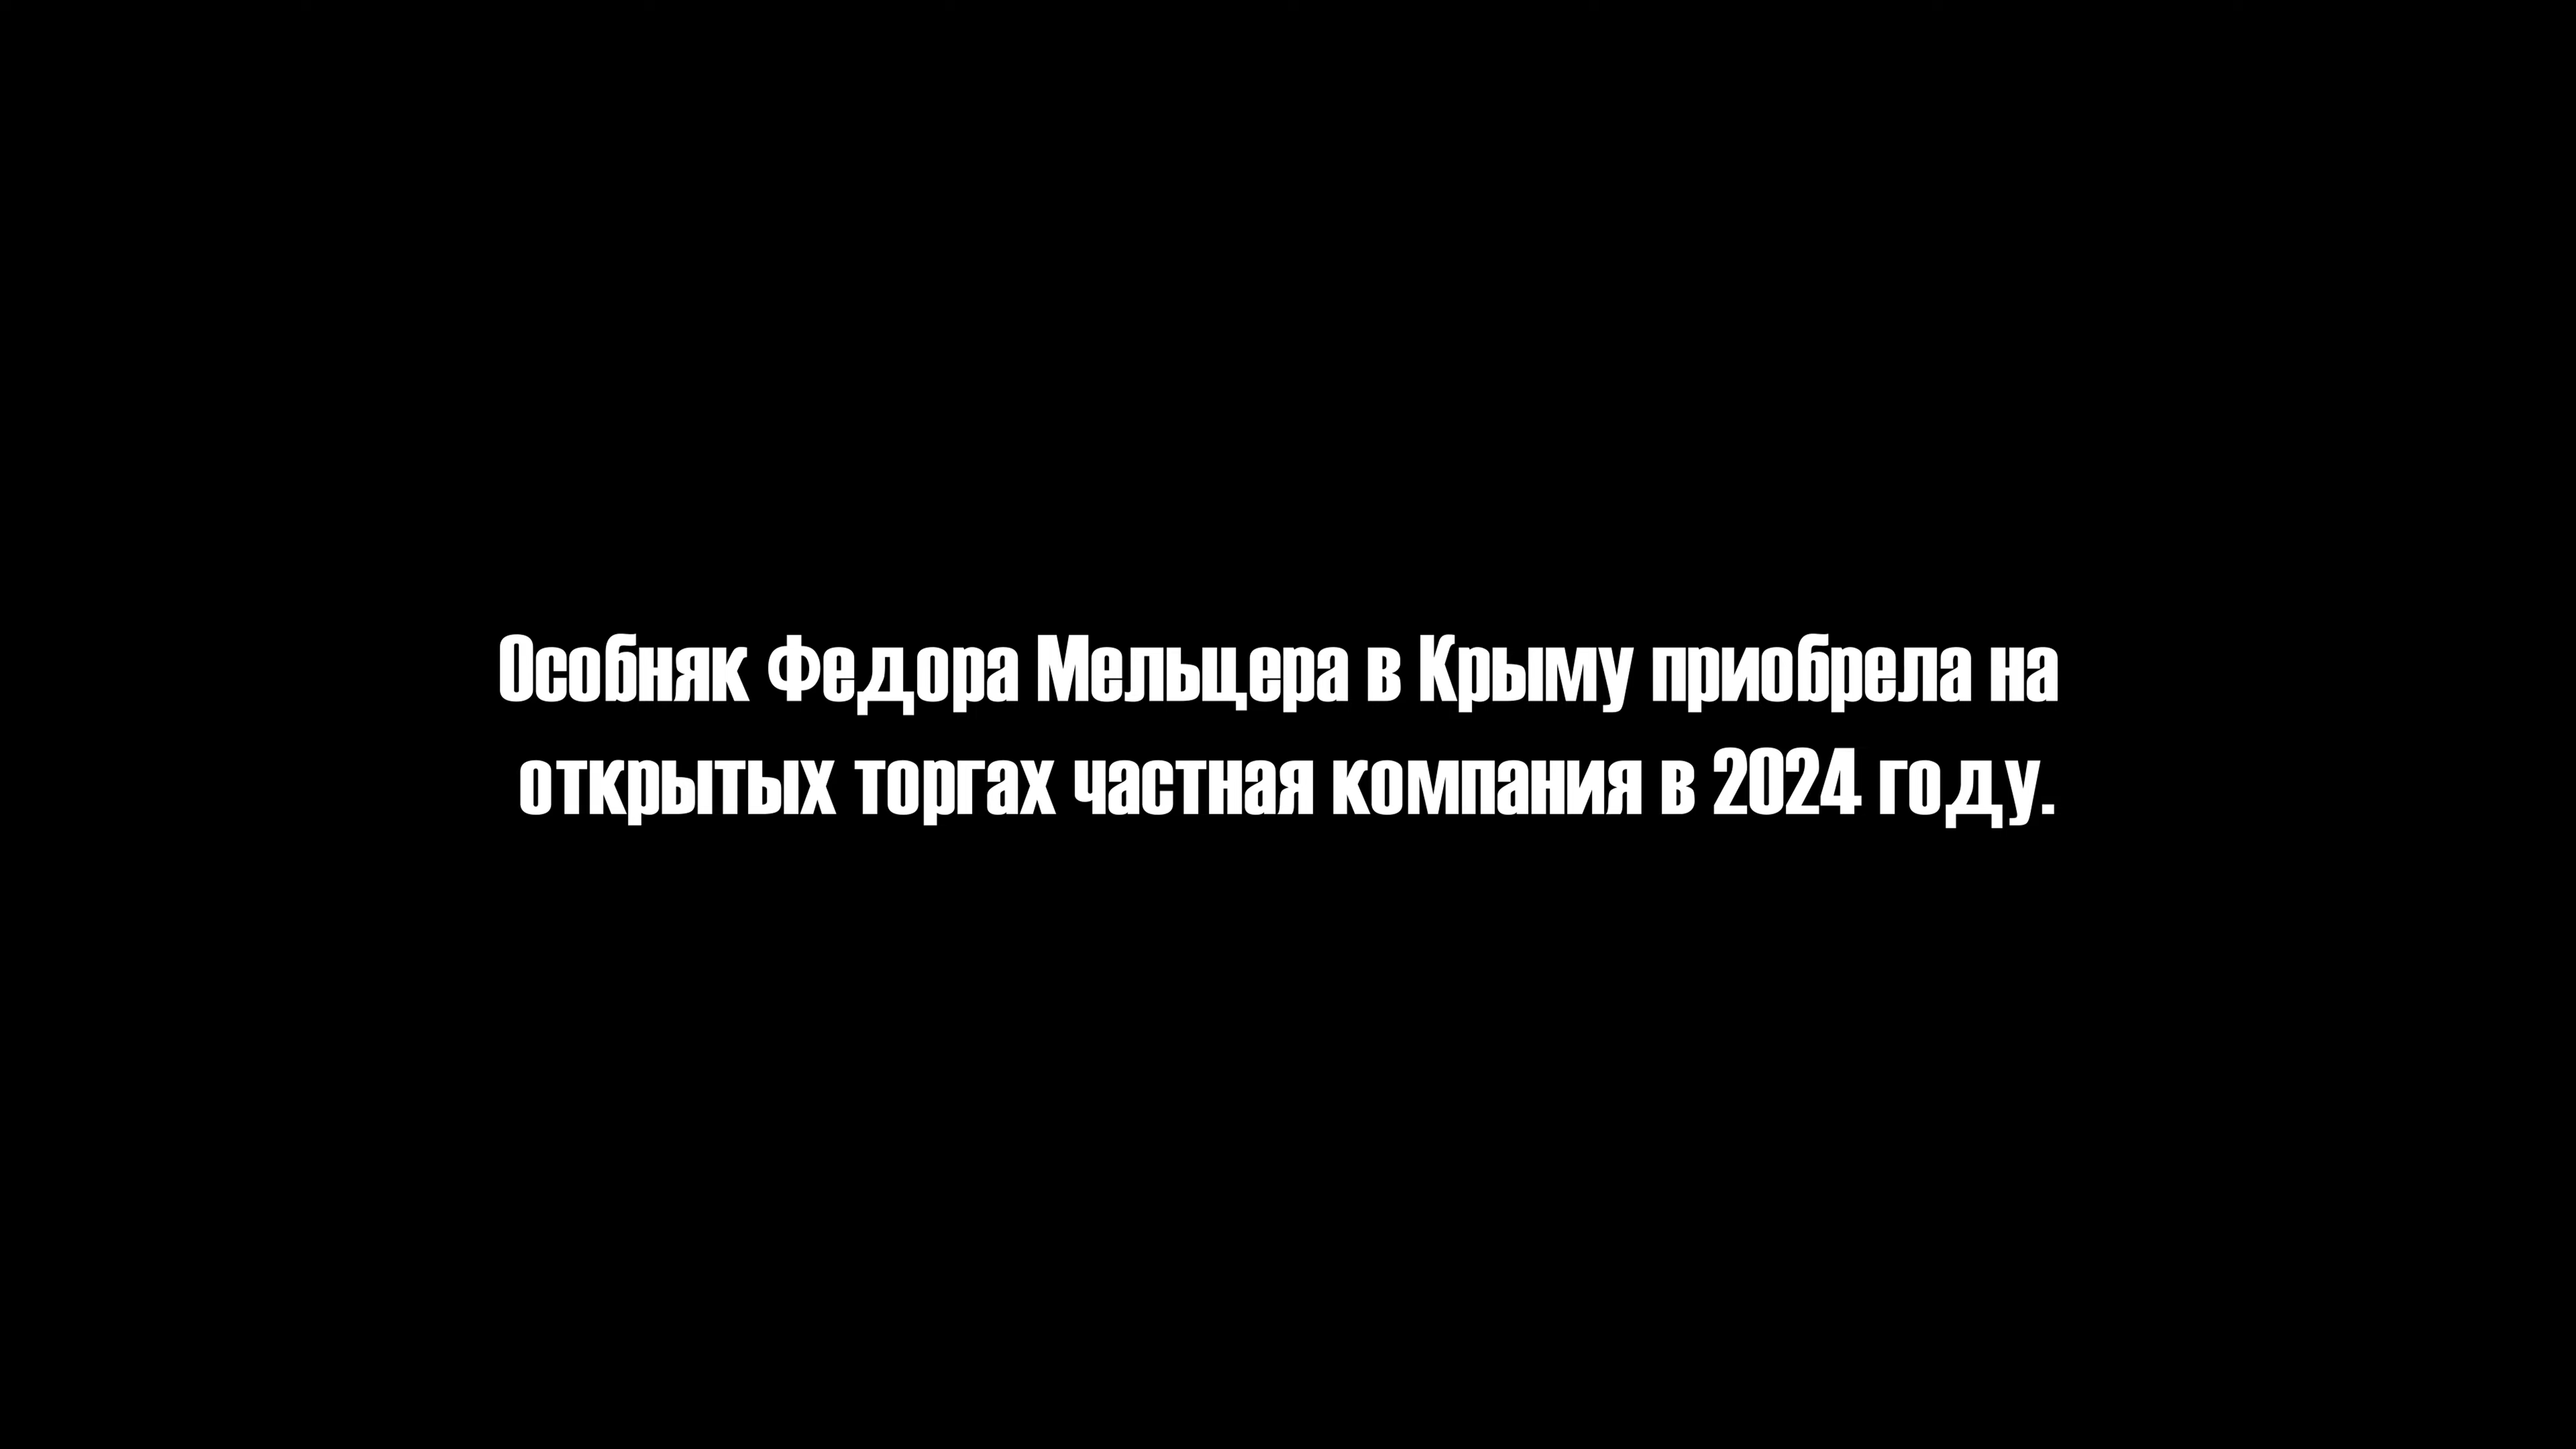 Особняк Федора Мельцера в Крыму приобрела на
открытых торгах частная компания в 2024 году.